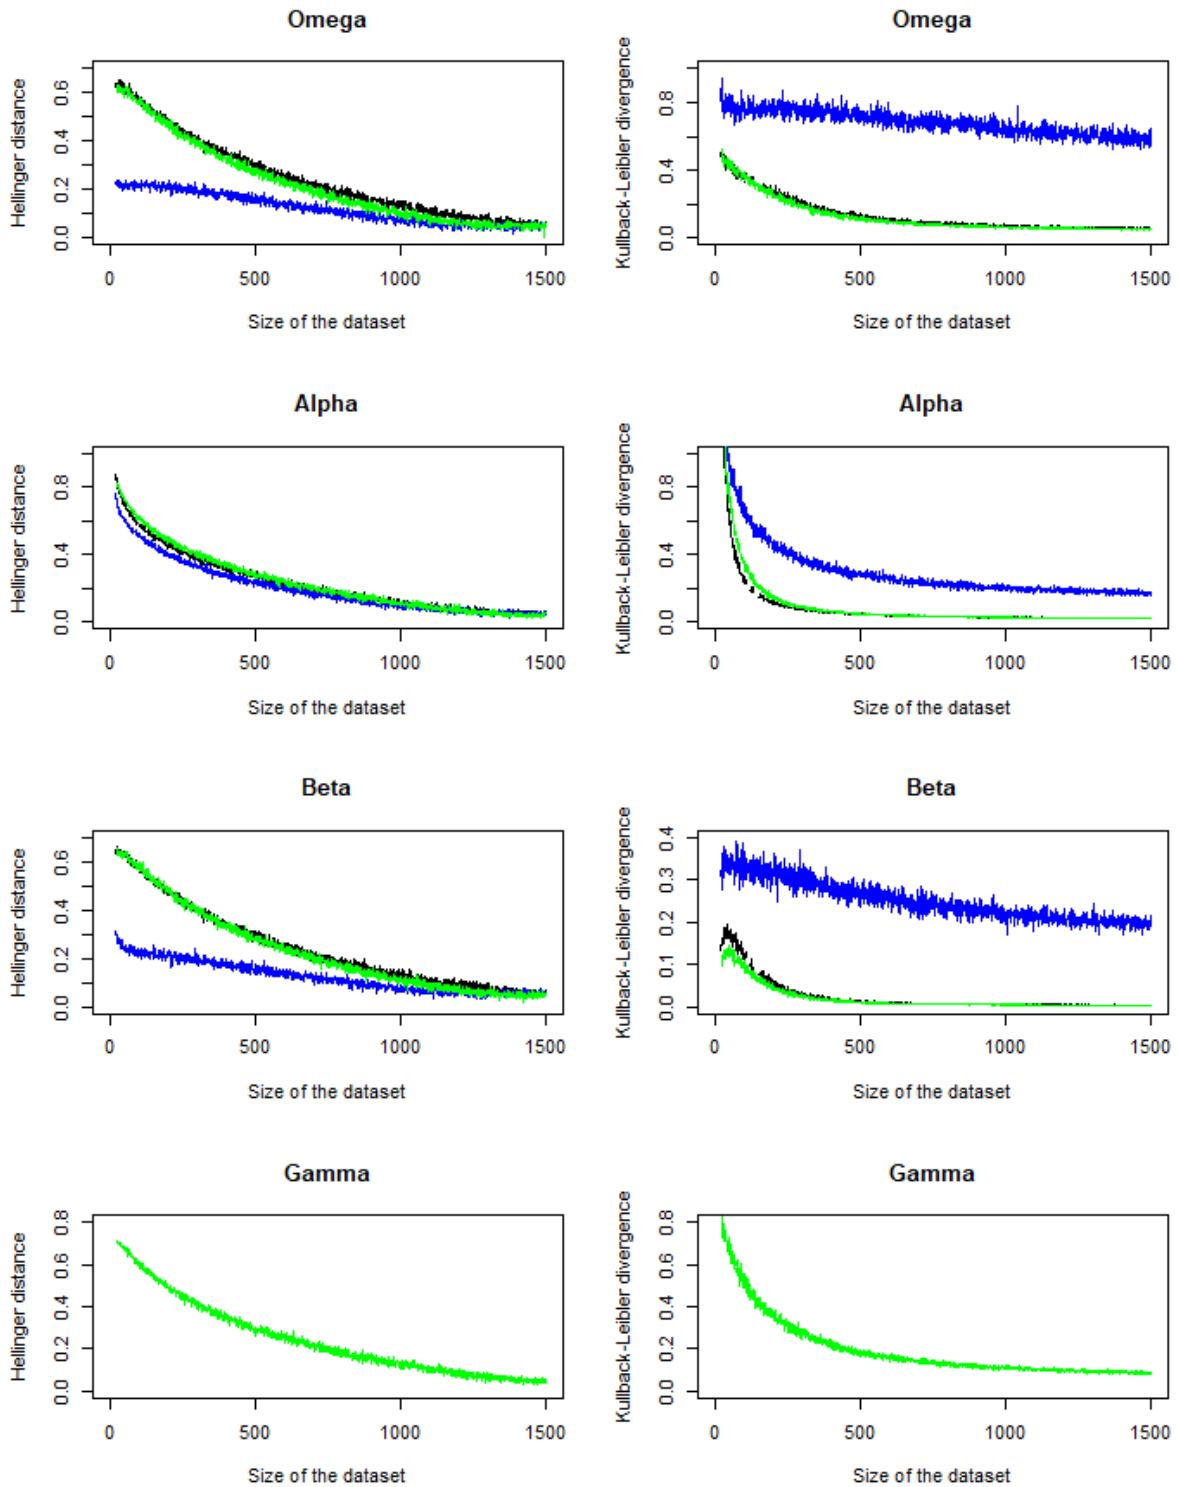 Omega
Hellinger distance
0.0 0.2 0.4 0.6
0 500 1000 1500
Size of the dataset
Omega
Kullback-Leibler divergence
0.0 0.4 0.8
0 500 1000 1500
Size of the dataset
Alpha
Hellinger distance
0.0 0.4 0.8
0 500 1000 1500
Size of the dataset
Alpha
Kullback-Leibler divergence
0.0 0.4 0.8
0 500 1000 1500
Size of the dataset
Beta
Hellinger distance
0.0 0.2 0.4 0.6
0 500 1000 1500
Size of the dataset
Beta
Kullback-Leibler divergence
0.0 0.1 0.2 0.3 0.4
0 500 1000 1500
Size of the dataset
Gamma
Hellinger distance
0.0 0.2 0.4 0.6 0.8
0 500 1000 1500
Size of the dataset
Gamma
Kullback-Leibler divergence
0.0 0.2 0.4 0.6 0.8
0 500 1000 1500
Size of the dataset